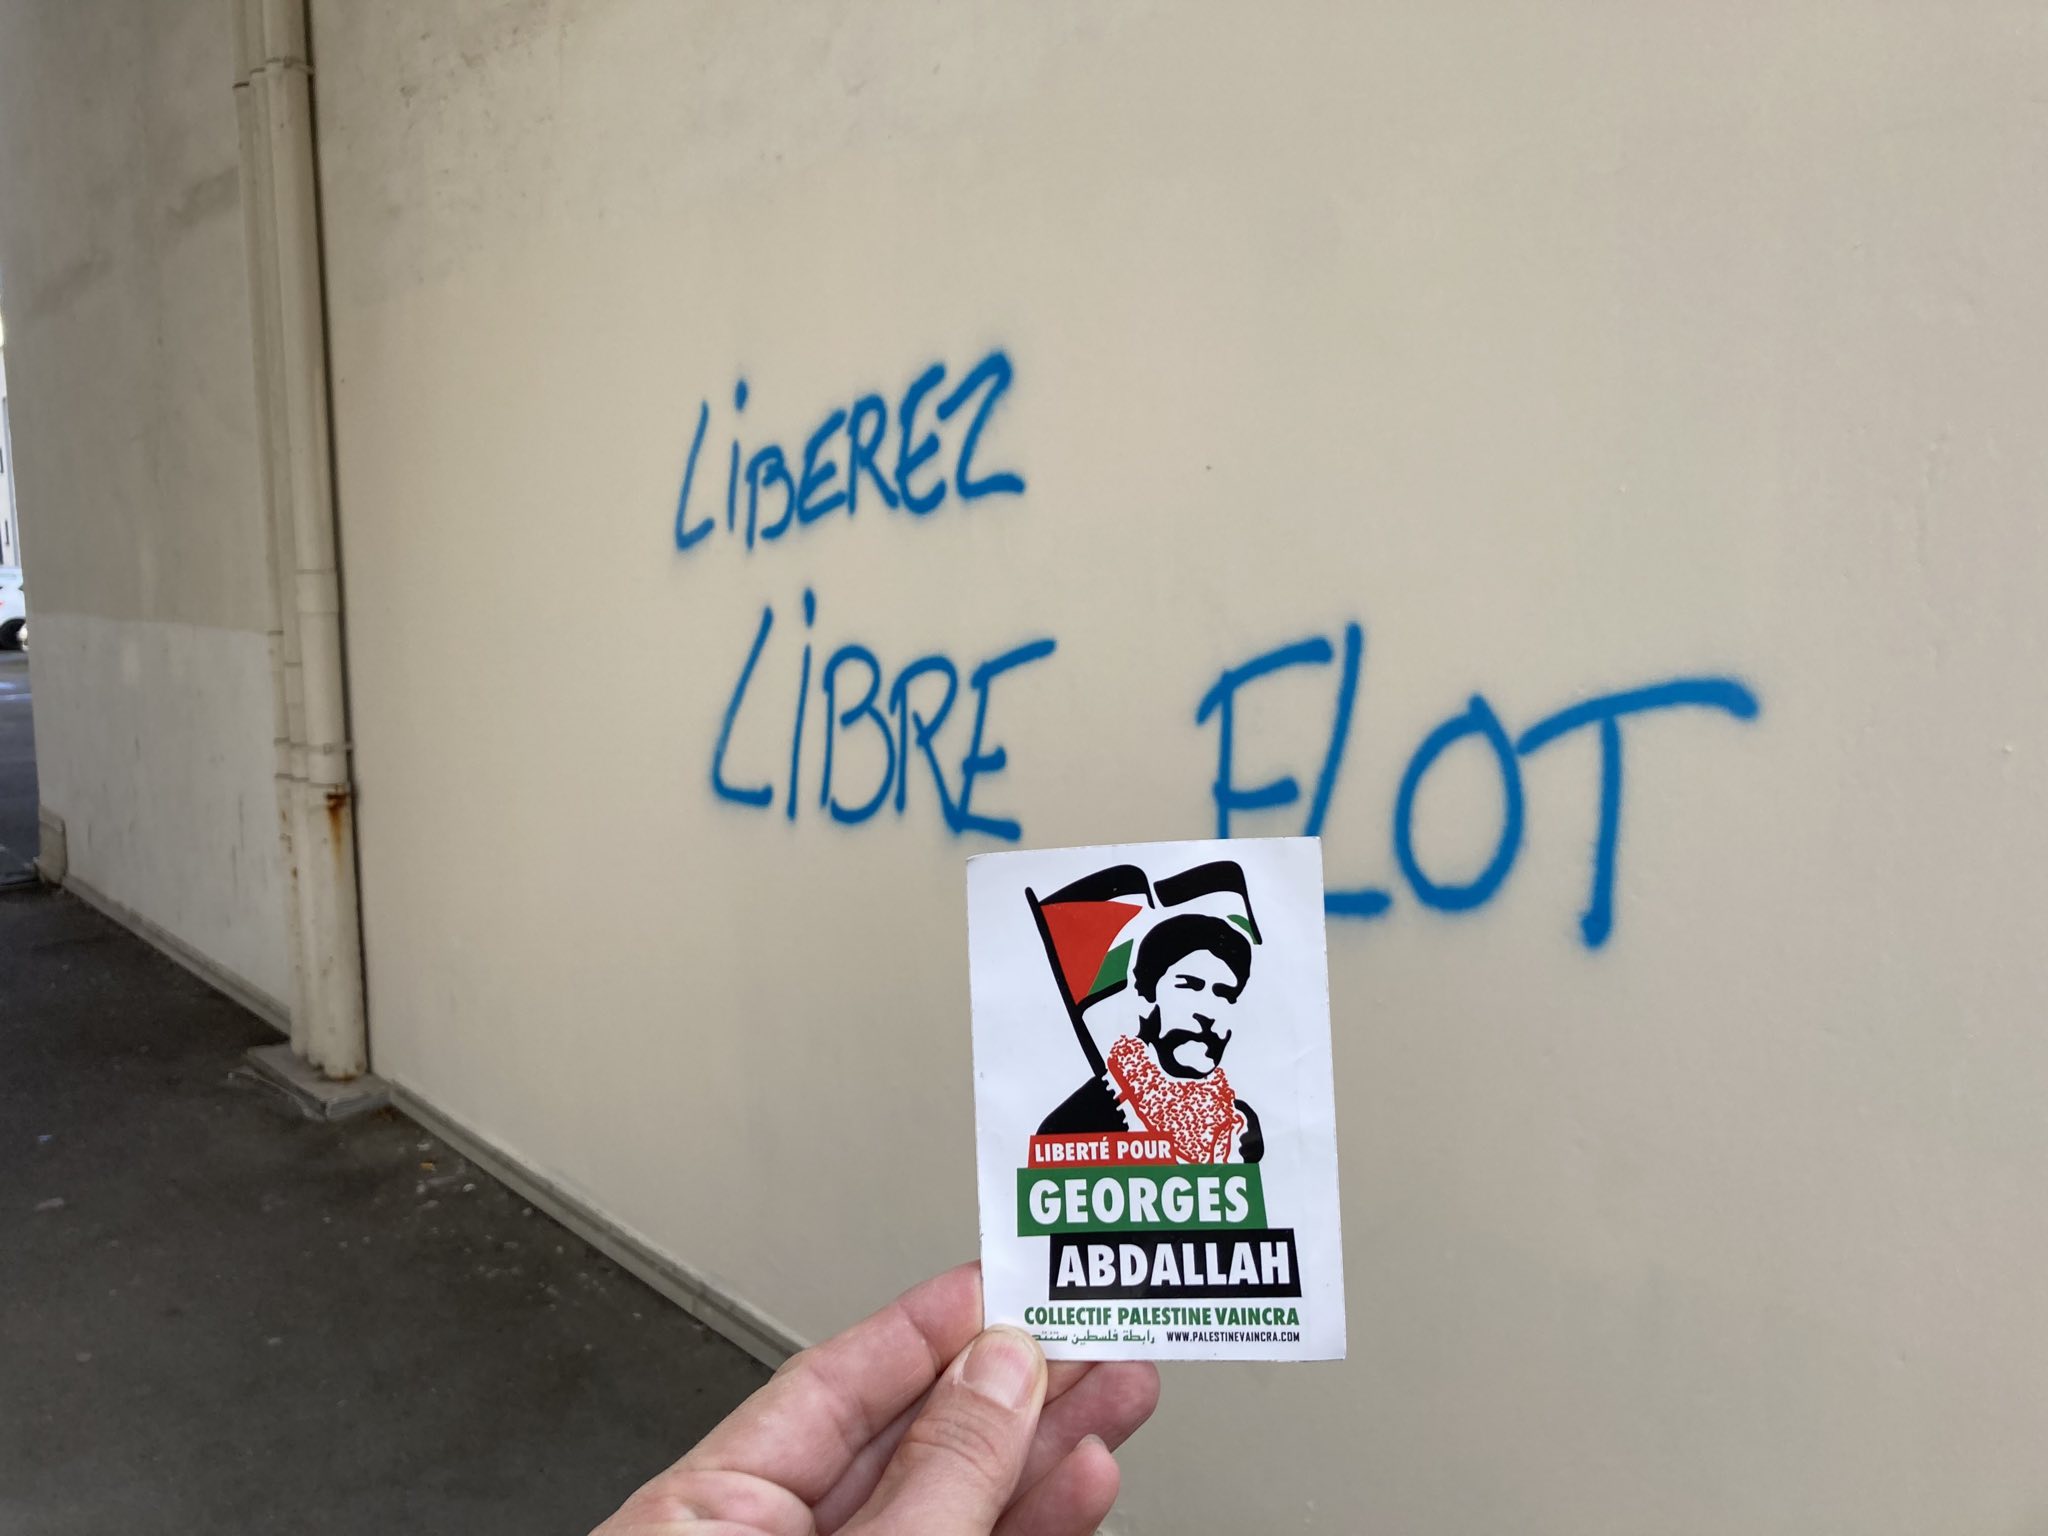 LiBEREZ
LiBRE FLOT
LIBERTÉ POUR
GEORGES
ABDALLAH
COLLECTIF PALESTINE VAINCRA
رابطة فلسطين ستنتصر WWW.PALESTINEVAINCRA.COM